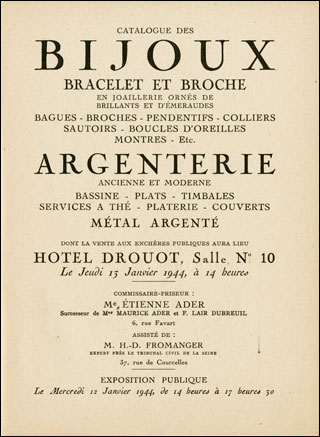 CATALOGUE DES
BIJOUX
BRACELET ET BROCHE
EN JOAILLERIE ORNÉS DE
BRILLANTS ET D'ÉMERAUDES
BAGUES - BROCHES - PENDENTIFS - COLLIERS
SAUTOIRS - BOUCLES D'OREILLES
MONTRES - Etc.
ARGENTERIE
ANCIENNE ET MODERNE
BASSINE - PLATS - TIMBALES
SERVICES A THÉ - PLATERIE - COUVERTS
MÉTAL ARGENTÉ
DONT LA VENTE AUX ENCHÈRES PUBLIQUES AURA LIEU
HOTEL DROUOT, Salle N° 10
Le Jeudi 13 Janvier 1944, à 14 heures
COMMISSAIRE-PRISEUR :
Me ÉTIENNE ADER
Successeur de Mes MAURICE ADER et F. LAIR DUBREUIL
6, rue Favart
ASSISTÉ DE :
M. H.-D. FROMANGER
EXPERT PRÈS LE TRIBUNAL CIVIL DE LA SEINE
37, rue de Courcelles
EXPOSITION PUBLIQUE
Le Mercredi 12 Janvier 1944, de 14 heures à 17 heures 30